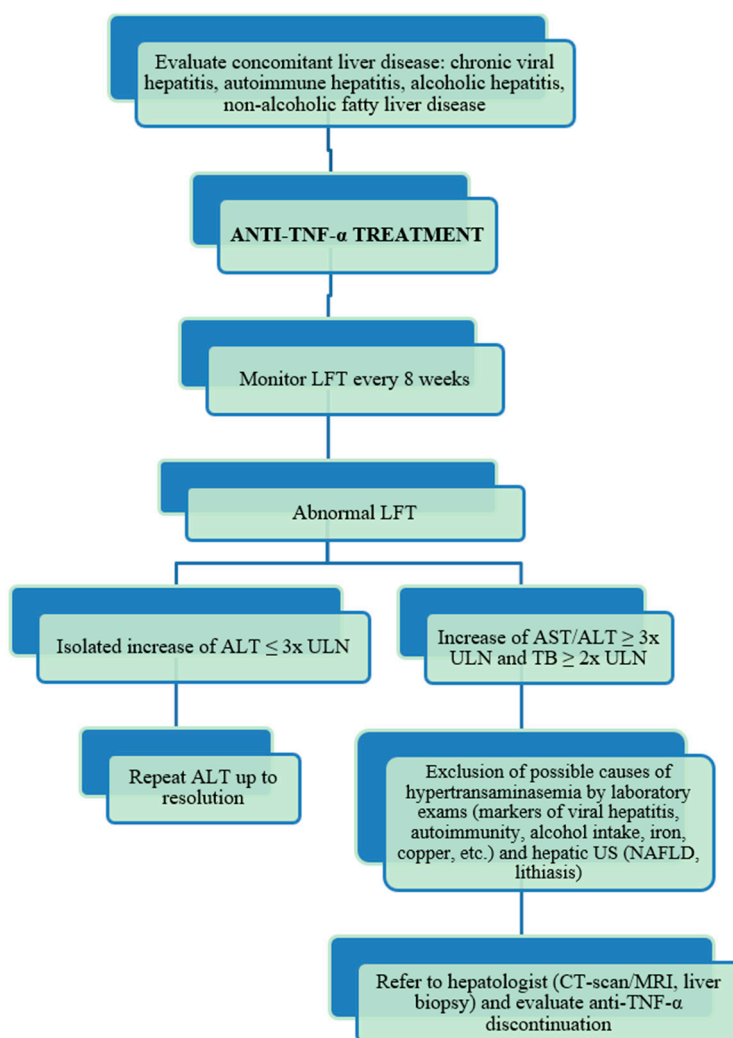 Evaluate concomitant liver disease: chronic viral
hepatitis, autoimmune hepatitis, alcoholic hepatitis,
non-alcoholic fatty liver disease
ANTI-TNF-α TREATMENT
Monitor LFT every 8 weeks
Abnormal LFT
Isolated increase of ALT ≤ 3x ULN
Repeat ALT up to
resolution
Increase of AST/ALT ≥ 3x
ULN and TB ≥ 2x ULN
Exclusion of possible causes of
hypertransaminasemia by laboratory
exams (markers of viral hepatitis,
autoimmunity, alcohol intake, iron,
copper, etc.) and hepatic US (NAFLD,
lithiasis)
Refer to hepatologist (CT-scan/MRI, liver
biopsy) and evaluate anti-TNF-α
discontinuation